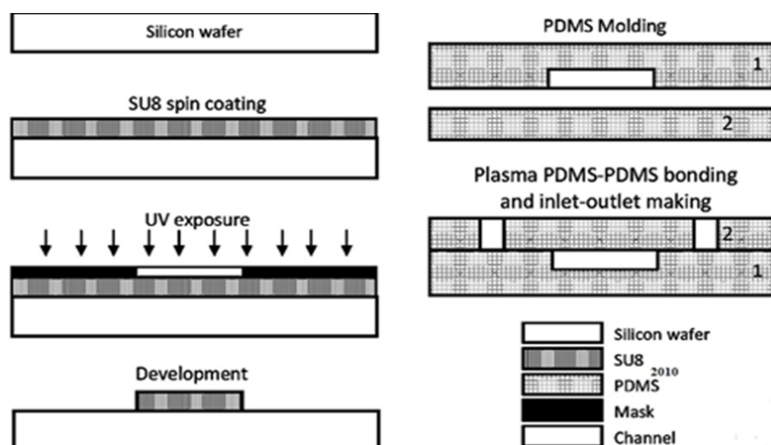 Silicon wafer
SU8 spin coating
UV exposure
Development
PDMS Molding
1
2
Plasma PDMS-PDMS bonding
and inlet-outlet making
2
1
Silicon wafer
SU8
2010
PDMS
Mask
Channel